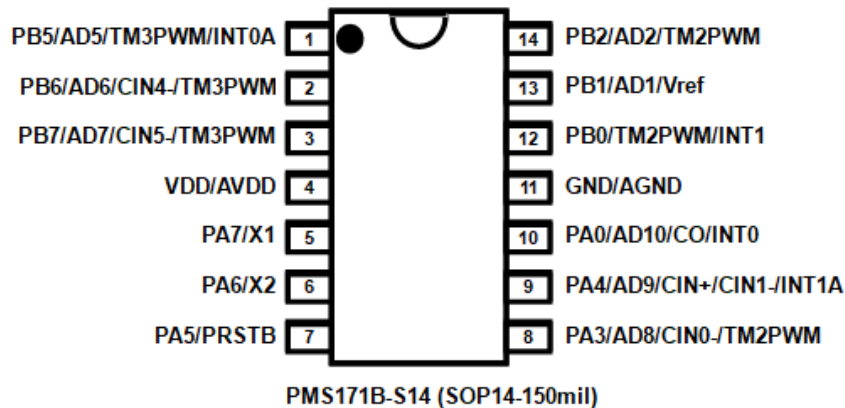 PB5/AD5/TM3PWM/INT0A 1 14 PB2/AD2/TM2PWM
PB6/AD6/CIN4-/TM3PWM 2 13 PB1/AD1/Vref
PB7/AD7/CIN5-/TM3PWM 3 12 PB0/TM2PWM/INT1
VDD/AVDD 4 11 GND/AGND
PA7/X1 5 10 PA0/AD10/CO/INT0
PA6/X2 6 9 PA4/AD9/CIN+/CIN1-/INT1A
PA5/PRSTB 7 8 PA3/AD8/CIN0-/TM2PWM
PMS171B-S14 (SOP14-150mil)